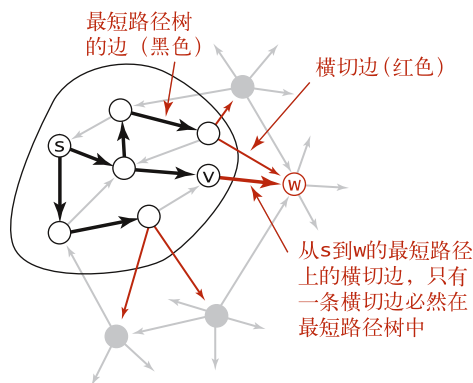 最短路径树
的边（黑色）
横切边（红色）
s
v
w
从s到w的最短路径
上的横切边，只有
一条横切边必然在
最短路径树中